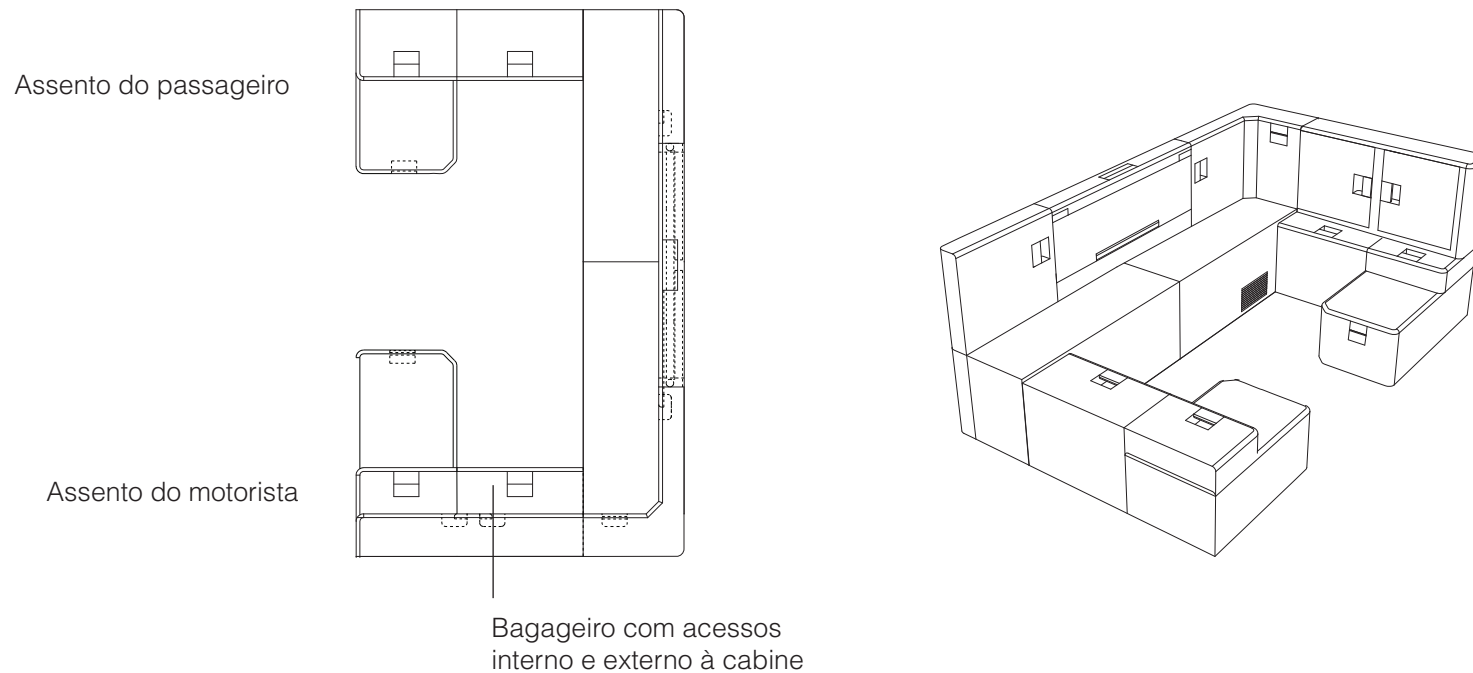 Assento do passageiro
Assento do motorista
Bagageiro com acessos
interno e externo à cabine